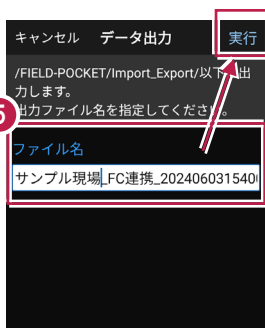 キャンセル データ出力 実行
/FIELD-POCKET/Import_Export/以下 出
力します。
出力ファイル名を指定してください。
5
ファイル名
サンプル現場_FC連携_202406031540